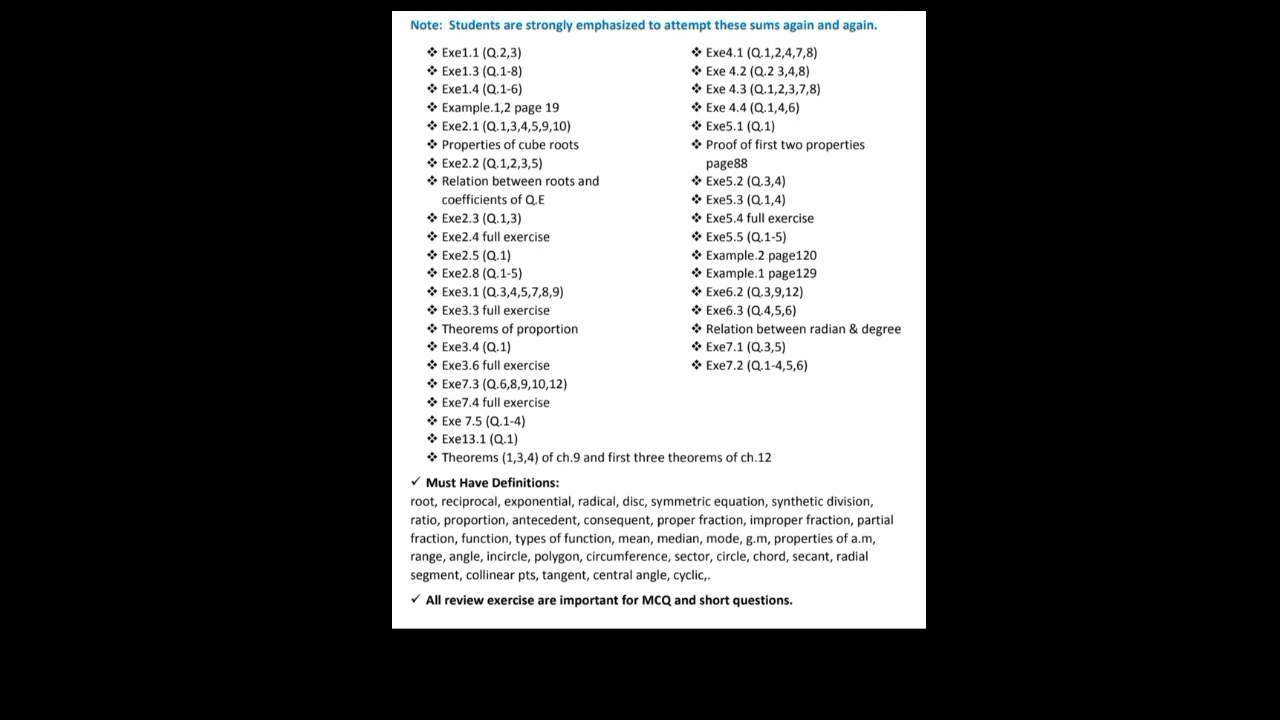 Note: Students are strongly emphasized to attempt these sums again and again.
❖ Exe1.1 (Q.2,3)
❖ Exe1.3 (Q.1-8)
❖ Exe1.4 (Q.1-6)
❖ Example.1,2 page 19
❖ Exe2.1 (Q.1,3,4,5,9,10)
❖ Properties of cube roots
❖ Exe2.2 (Q.1,2,3,5)
❖ Relation between roots and
coefficients of Q.E
❖ Exe2.3 (Q.1,3)
❖ Exe2.4 full exercise
❖ Exe2.5 (Q.1)
❖ Exe2.8 (Q.1-5)
❖ Exe3.1 (Q.3,4,5,7,8,9)
❖ Exe3.3 full exercise
❖ Theorems of proportion
❖ Exe3.4 (Q.1)
❖ Exe3.6 full exercise
❖ Exe7.3 (Q.6,8,9,10,12)
❖ Exe7.4 full exercise
❖ Exe 7.5 (Q.1-4)
❖ Exe13.1 (Q.1)
❖ Theorems (1,3,4) of ch.9 and first three theorems of ch.12
❖ Exe4.1 (Q.1,2,4,7,8)
❖ Exe 4.2 (Q.2 3,4,8)
❖ Exe 4.3 (Q.1,2,3,7,8)
❖ Exe 4.4 (Q.1,4,6)
❖ Exe5.1 (Q.1)
❖ Proof of first two properties
page88
❖ Exe5.2 (Q.3,4)
❖ Exe5.3 (Q.1,4)
❖ Exe5.4 full exercise
❖ Exe5.5 (Q.1-5)
❖ Example.2 page120
❖ Example.1 page129
❖ Exe6.2 (Q.3,9,12)
❖ Exe6.3 (Q.4,5,6)
❖ Relation between radian & degree
❖ Exe7.1 (Q.3,5)
❖ Exe7.2 (Q.1-4,5,6)
✓ Must Have Definitions:
root, reciprocal, exponential, radical, disc, symmetric equation, synthetic division,
ratio, proportion, antecedent, consequent, proper fraction, improper fraction, partial
fraction, function, types of function, mean, median, mode, g.m, properties of a.m,
range, angle, incircle, polygon, circumference, sector, circle, chord, secant, radial
segment, collinear pts, tangent, central angle, cyclic,.
✓ All review exercise are important for MCQ and short questions.